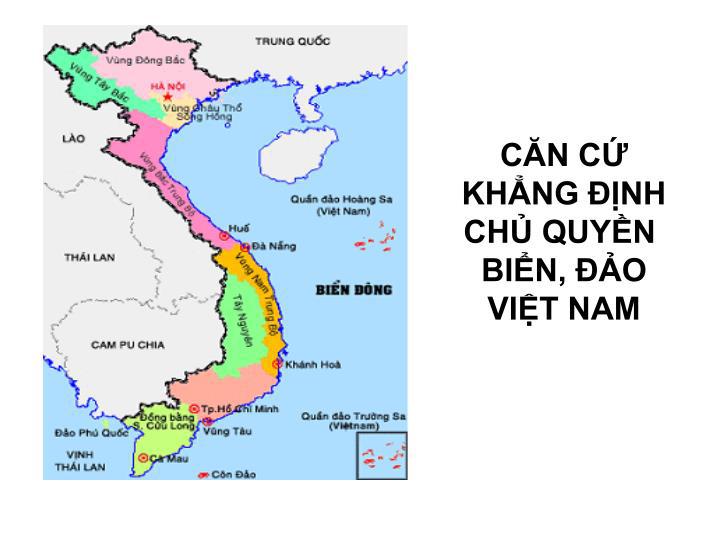 TRUNG QUỐC
Vùng Đông Bắc
Vùng Tây Bắc
HÀ NỘI
Vùng Châu Thổ
Sông Hồng
LÀO
Vùng Bắc Trung Bộ
Quần đảo Hoàng Sa
(Việt Nam)
Huế
Đà Nẵng
THÁI LAN
Vùng Nam Trung Bộ
BIỂN ĐÔNG
Tây Nguyên
CAM PU CHIA
Khánh Hoà
Tp.Hồ Chí Minh
Đồng bằng
S. Cửu Long
Quần đảo Trường Sa
(Việtnam)
Đảo Phú Quốc
Vũng Tàu
VỊNH
THÁI LAN
Cà Mau
Côn Đảo
CĂN CỨ
KHẲNG ĐỊNH
CHỦ QUYỀN
BIỂN, ĐẢO
VIỆT NAM